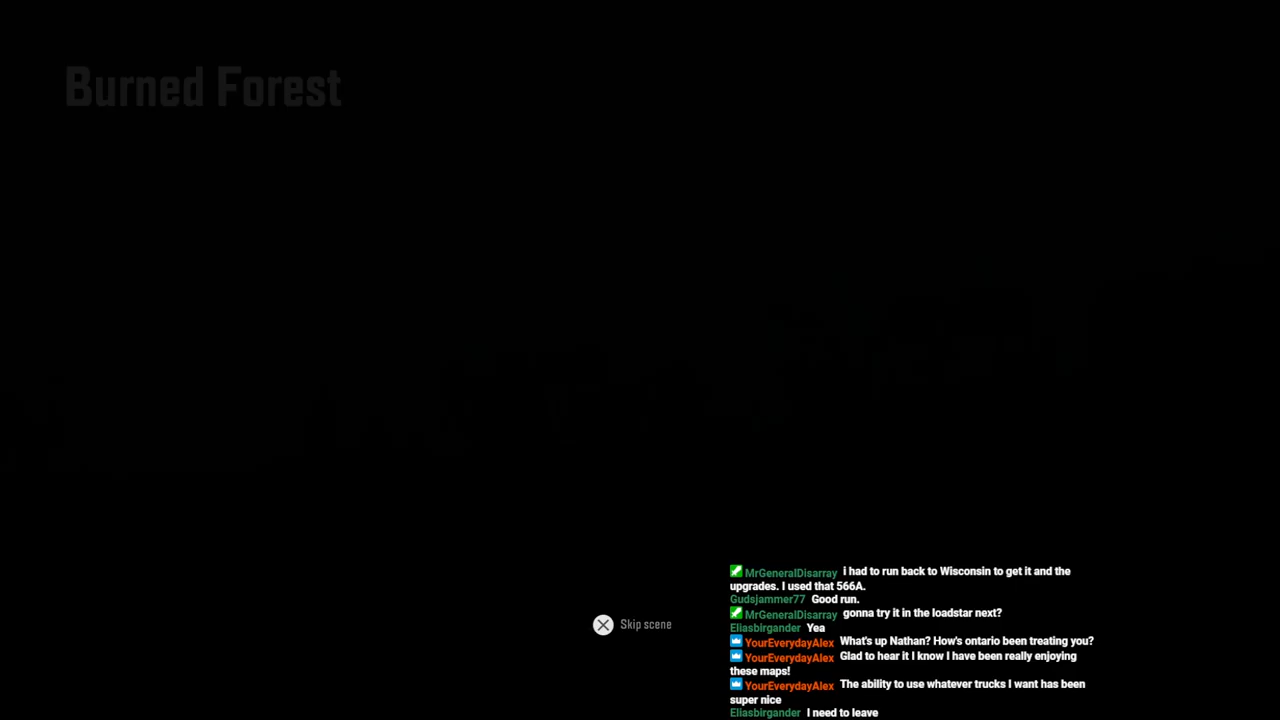 Burned Forest
MrGeneralDisarray i had to run back to Wisconsin to get it and the
upgrades. I used that 566A.
Gudsjammer77 Good run.
MrGeneralDisarray gonna try it in the loadstar next?
Eliasbirgander Yea
YourEverydayAlex What's up Nathan? How's ontario been treating you?
YourEverydayAlex Glad to hear it I know I have been really enjoying
these maps!
YourEverydayAlex The ability to use whatever trucks I want has been
super nice
Eliasbirgander I need to leave
Skip scene